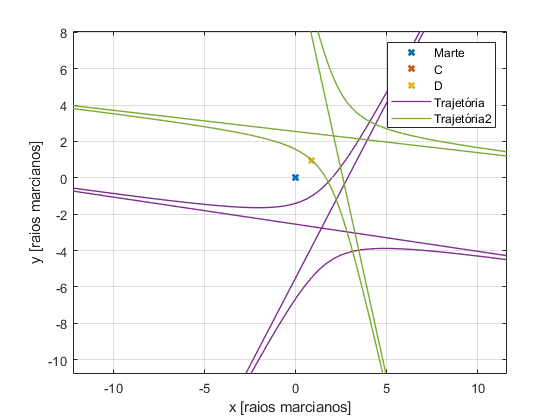 8
6
4
2
0
-2
-4
-6
-8
-10
-10
-5
0
5
10
x [raios marcianos]
y [raios marcianos]
Marte
C
D
Trajetória
Trajetória2